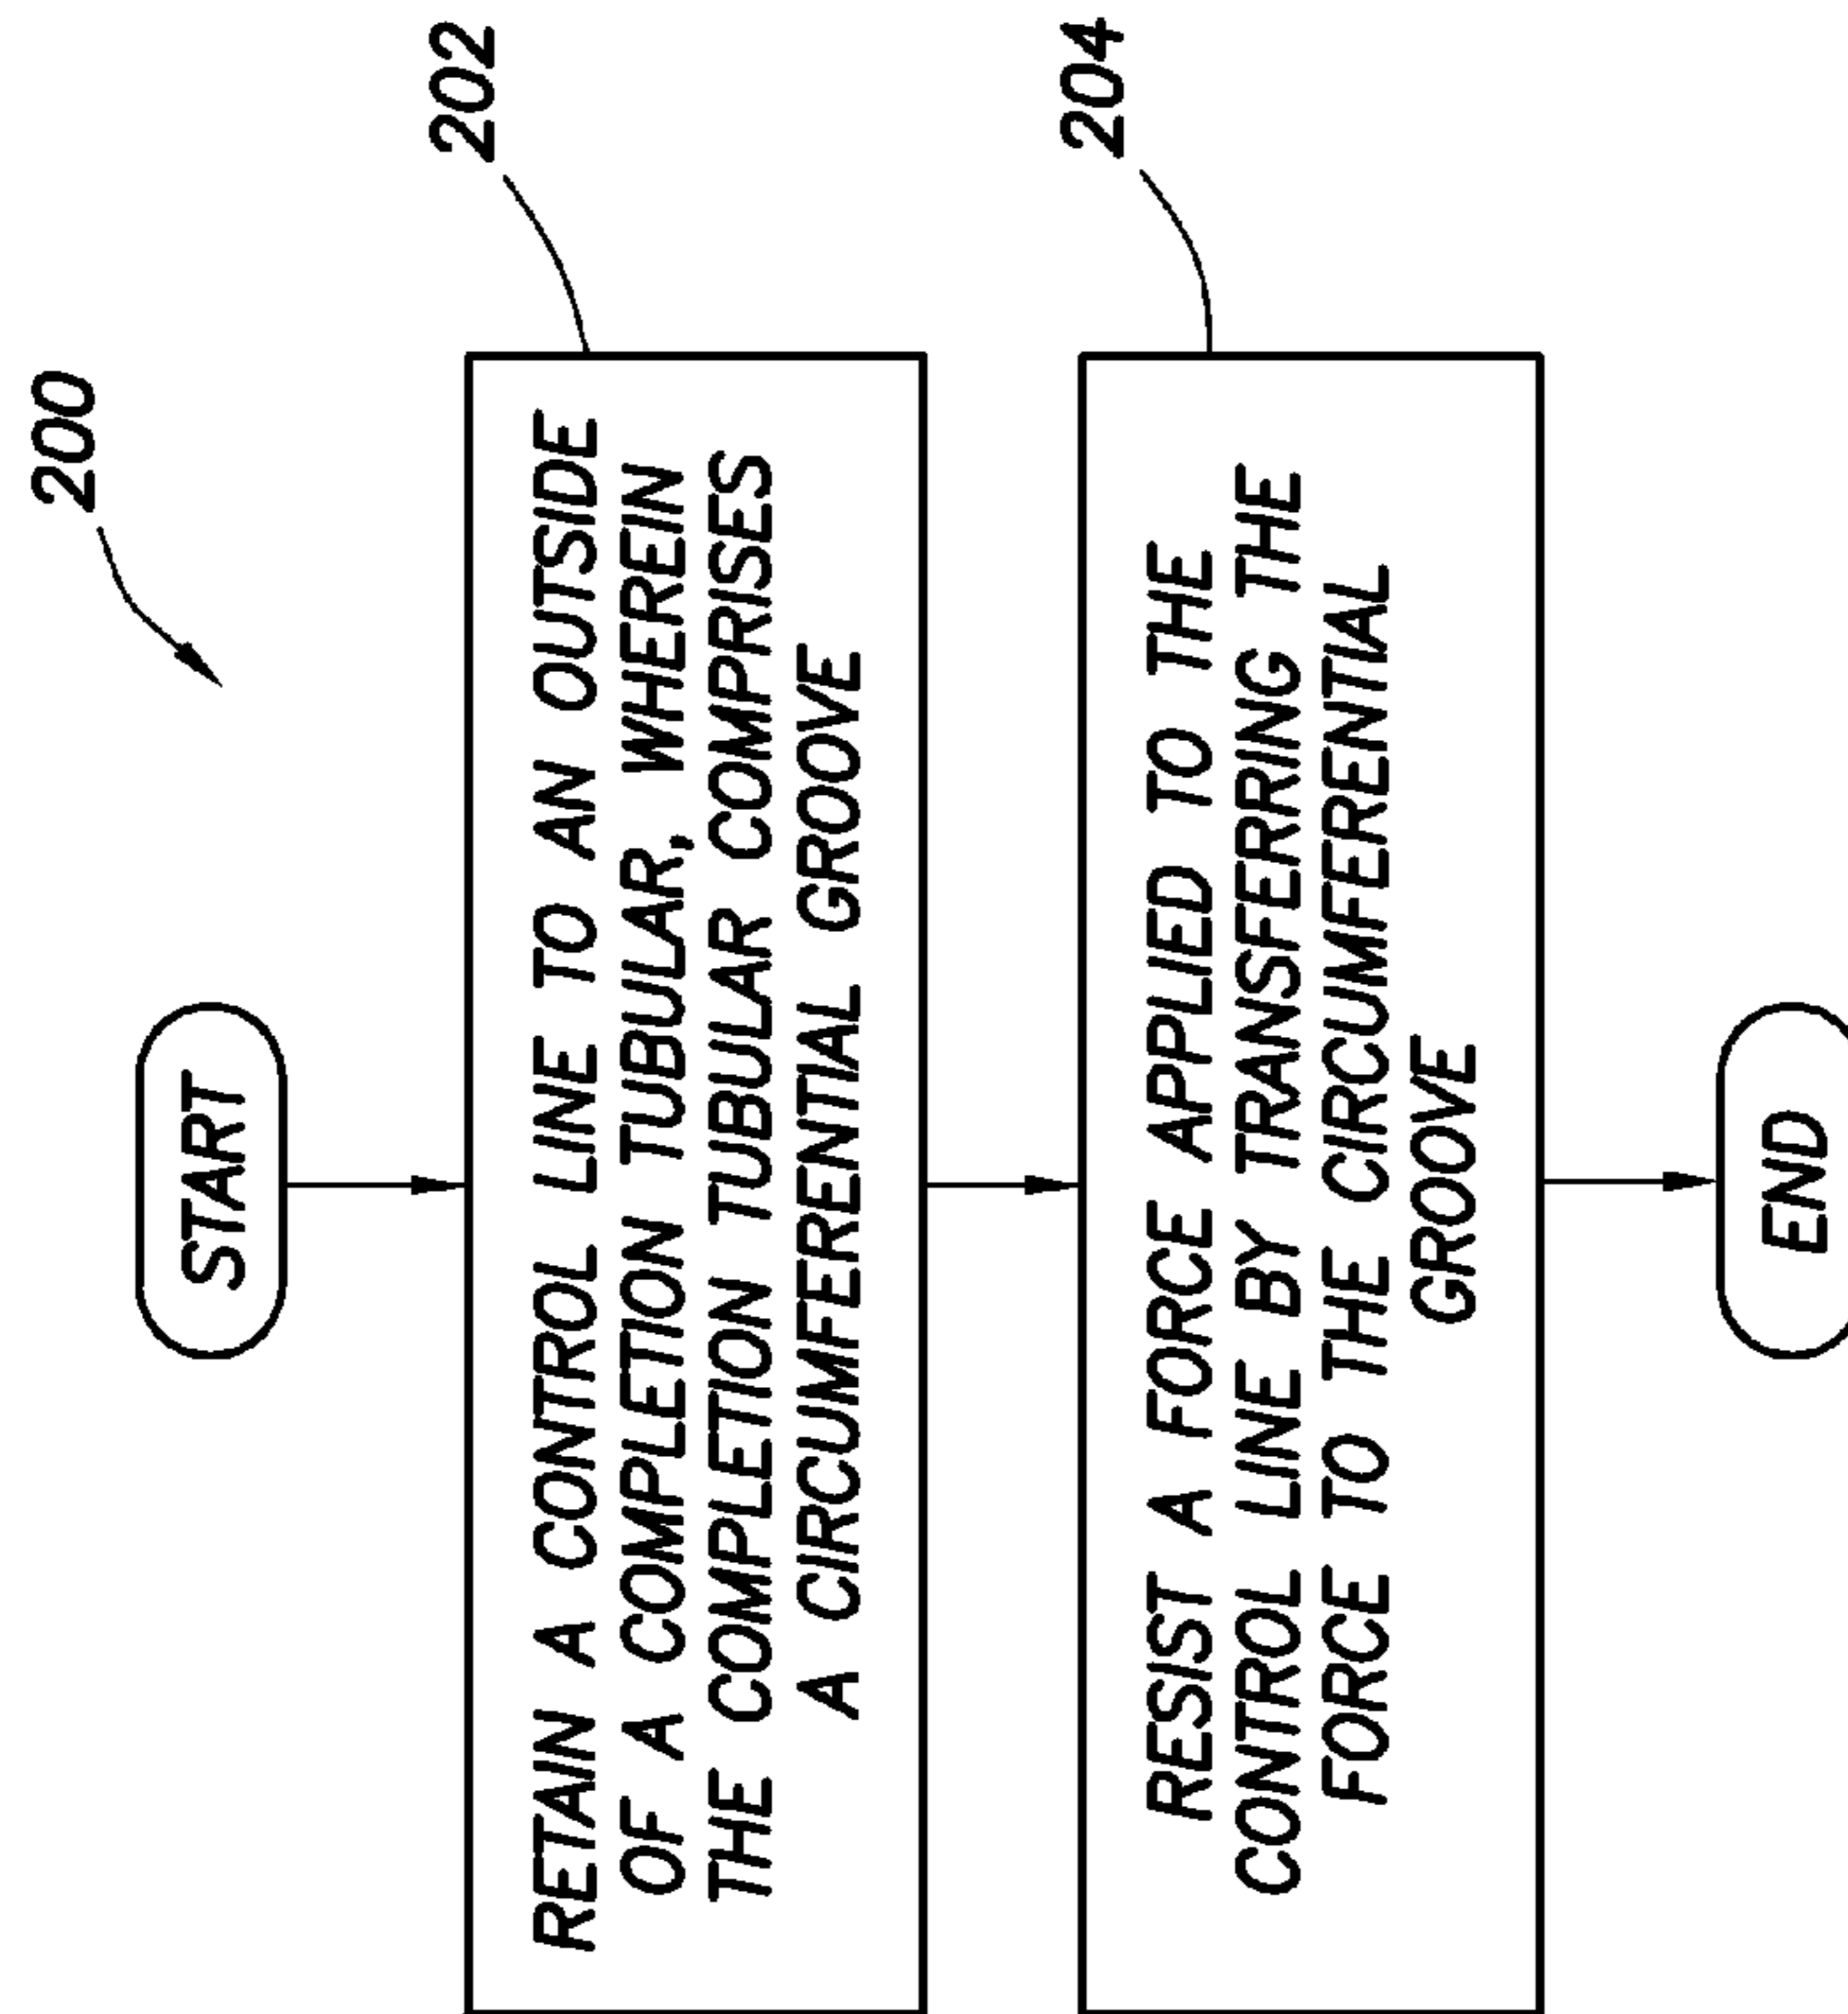 200
START
202
RETAIN A CONTROL LINE TO AN OUTSIDE
OF A COMPLETION TUBULAR, WHEREIN
THE COMPLETION TUBULAR COMPRISES
A CIRCUMFERENTIAL GROOVE
204
RESIST A FORCE APPLIED TO THE
CONTROL LINE BY TRANSFERRING THE
FORCE TO THE CIRCUMFERENTIAL
GROOVE
END